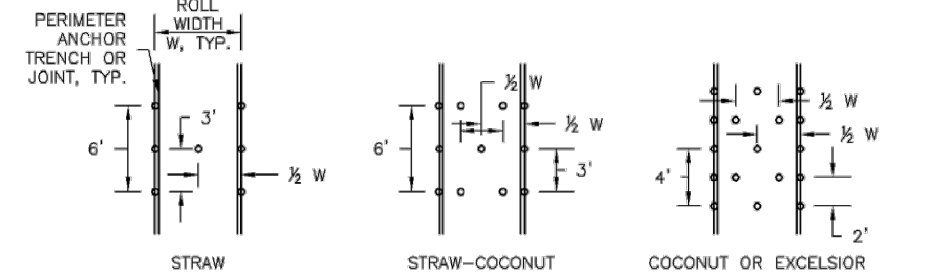 PERIMETER
ANCHOR
TRENCH OR
JOINT, TYP.
ROLL
WIDTH
W, TYP.
6'
3'
½ W
STRAW
6'
½ W
½ W
3'
STRAW-COCONUT
4'
½ W
½ W
2'
COCONUT OR EXCELSIOR